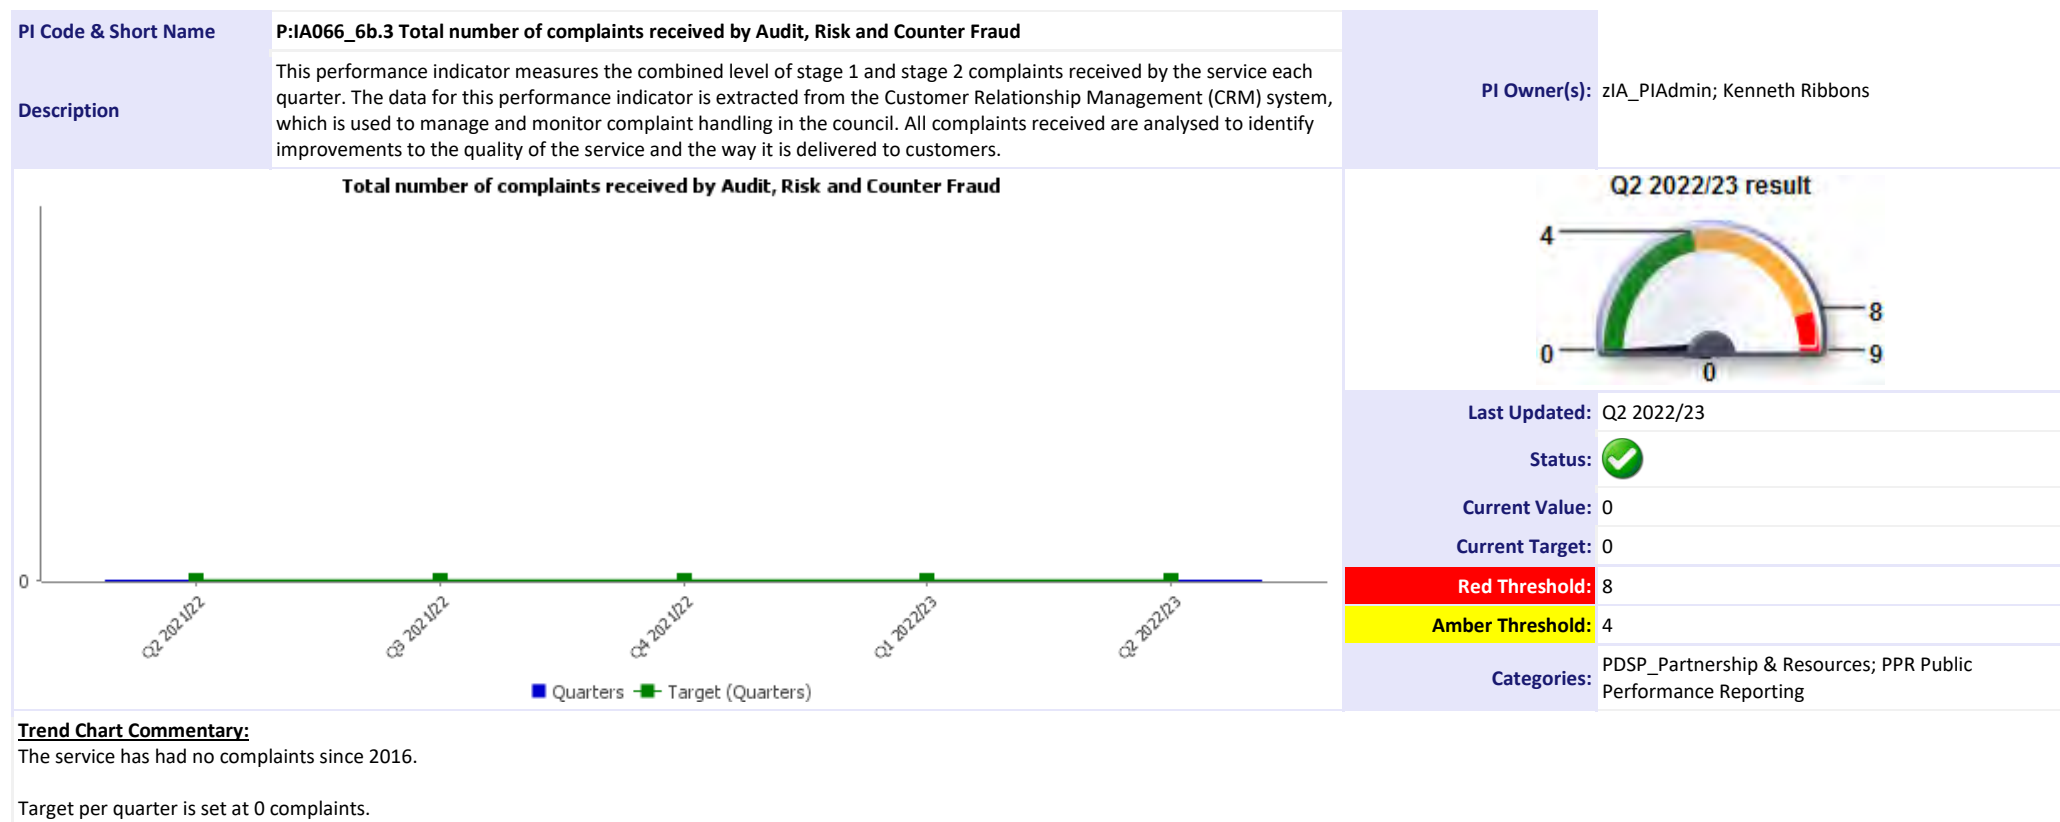 PI Code & Short Name
P:IA066_6b.3 Total number of complaints received by Audit, Risk and Counter Fraud
Description
This performance indicator measures the combined level of stage 1 and stage 2 complaints received by the service each
quarter. The data for this performance indicator is extracted from the Customer Relationship Management (CRM) system,
which is used to manage and monitor complaint handling in the council. All complaints received are analysed to identify
improvements to the quality of the service and the way it is delivered to customers.
PI Owner(s):
zIA_PIAdmin; Kenneth Ribbons
Total number of complaints received by Audit, Risk and Counter Fraud
0
Q2 2021/22
Q3 2021/22
Q4 2021/22
Q1 2022/23
Q2 2022/23
Quarters
Target (Quarters)
Q2 2022/23 result
4
8
0
9
0
Last Updated:
Q2 2022/23
Status:
Current Value:
0
Current Target:
0
Red Threshold:
8
Amber Threshold:
4
Categories:
PDSP_Partnership & Resources; PPR Public
Performance Reporting
Trend Chart Commentary:
The service has had no complaints since 2016.
Target per quarter is set at 0 complaints.